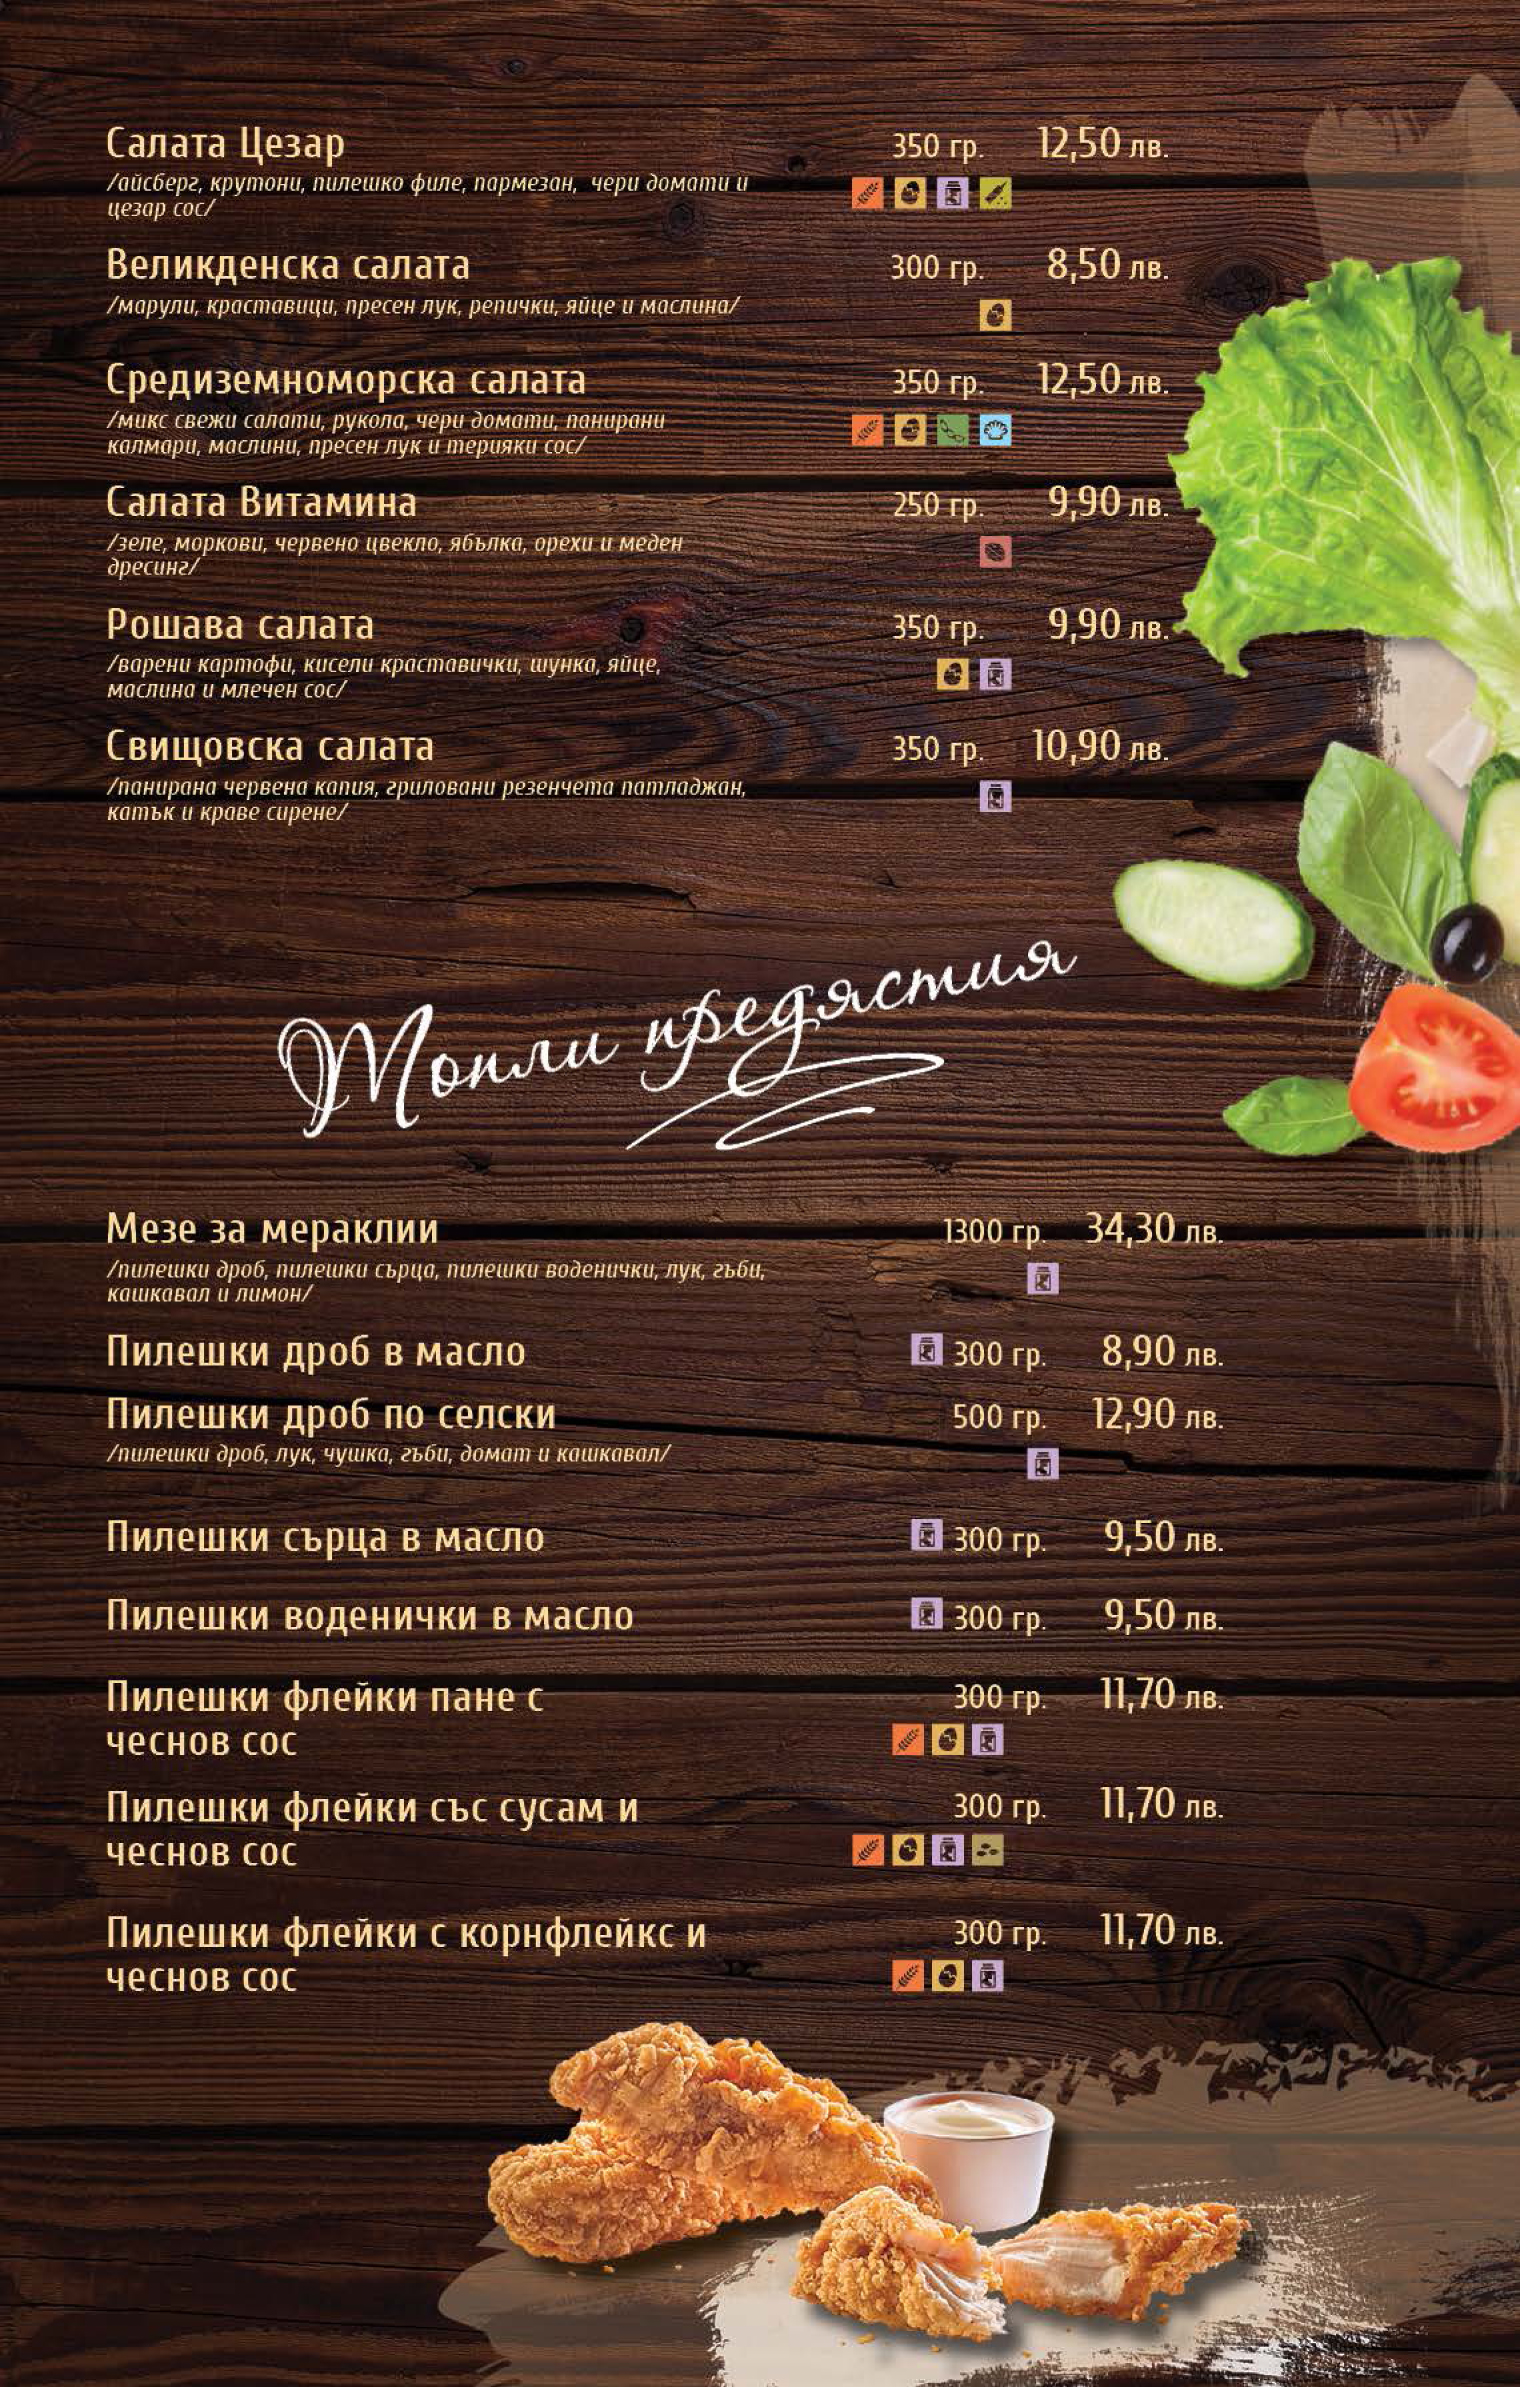 Салата Цезар 350 гр. 12,50 лв.
/айсберг, крутони, пилешко филе, пармезан, чери домати и
цезар сос/
Великденска салата 300 гр. 8,50 лв.
/марули, краставици, пресен лук, репички, яйце и маслина/
Средиземноморска салата 350 гр. 12,50 лв.
/микс свежи салати, рукола, чери домати, панирани
калмари, маслини, пресен лук и терияки сос/
Салата Витамина 250 гр. 9,90 лв.
/зеле, моркови, червено цвекло, ябълка, орехи и меден
дресинг/
Рошава салата 350 гр. 9,90 лв.
/варени картофи, кисели краставички, шунка, яйце,
маслина и млечен сос/
Свищовска салата 350 гр. 10,90 лв.
/панирана червена капия, гриловани резенчета патладжан,
катък и краве сирене/
Топли предястия
Мезе за мераклии 1300 гр. 34,30 лв.
/пилешки дроб, пилешки сърца, пилешки воденички, лук, гъби,
кашкавал и лимон/
Пилешки дроб в масло 300 гр. 8,90 лв.
Пилешки дроб по селски 500 гр. 12,90 лв.
/пилешки дроб, лук, чушка, гъби, домат и кашкавал/
Пилешки сърца в масло 300 гр. 9,50 лв.
Пилешки воденички в масло 300 гр. 9,50 лв.
Пилешки флейки пане с 300 гр. 11,70 лв.
чеснов сос
Пилешки флейки със сусам и 300 гр. 11,70 лв.
чеснов сос
Пилешки флейки с корнфлейкс и 300 гр. 11,70 лв.
чеснов сос